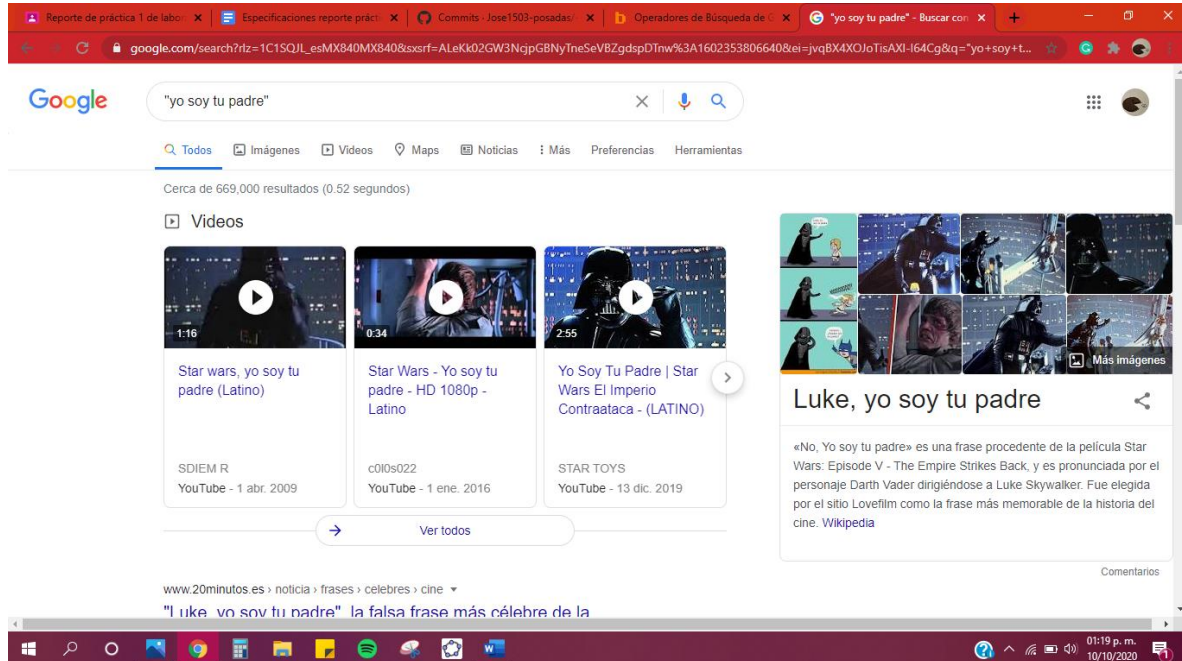 Reporte de práctica 1 de labor
Especificaciones reporte práct
Commits · Jose1503-posadas/
Operadores de Búsqueda de G
"yo soy tu padre" - Buscar con
google.com/search?rlz=1C1SQJL_esMX840MX840&sxsrf=ALeKk02GW3NcjpGBNyTneSeVBZgdspDTnw%3A1602353806640&ei=jvqBX4XOJoTisAXI-I64Cg&q="yo+soy+t...
Google
"yo soy tu padre"
Todos
Imágenes
Videos
Maps
Noticias
Más
Preferencias
Herramientas
Cerca de 669,000 resultados (0.52 segundos)
Videos
1:16
Star wars, yo soy tu
padre (Latino)
SDIEM R
YouTube - 1 abr. 2009
0:34
Star Wars - Yo soy tu
padre - HD 1080p -
Latino
c0l0s022
YouTube - 1 ene. 2016
2:55
Yo Soy Tu Padre | Star
Wars El Imperio
Contraataca - (LATINO)
STAR TOYS
YouTube - 13 dic. 2019
Ver todos
www.20minutos.es › noticia › frases › celebres › cine
"Luke, yo soy tu padre", la falsa frase más célebre de la
Más imágenes
Luke, yo soy tu padre
«No, Yo soy tu padre» es una frase procedente de la película Star
Wars: Episode V - The Empire Strikes Back, y es pronunciada por el
personaje Darth Vader dirigiéndose a Luke Skywalker. Fue elegida
por el sitio Lovefilm como la frase más memorable de la historia del
cine. Wikipedia
Comentarios
01:19 p. m.
10/10/2020